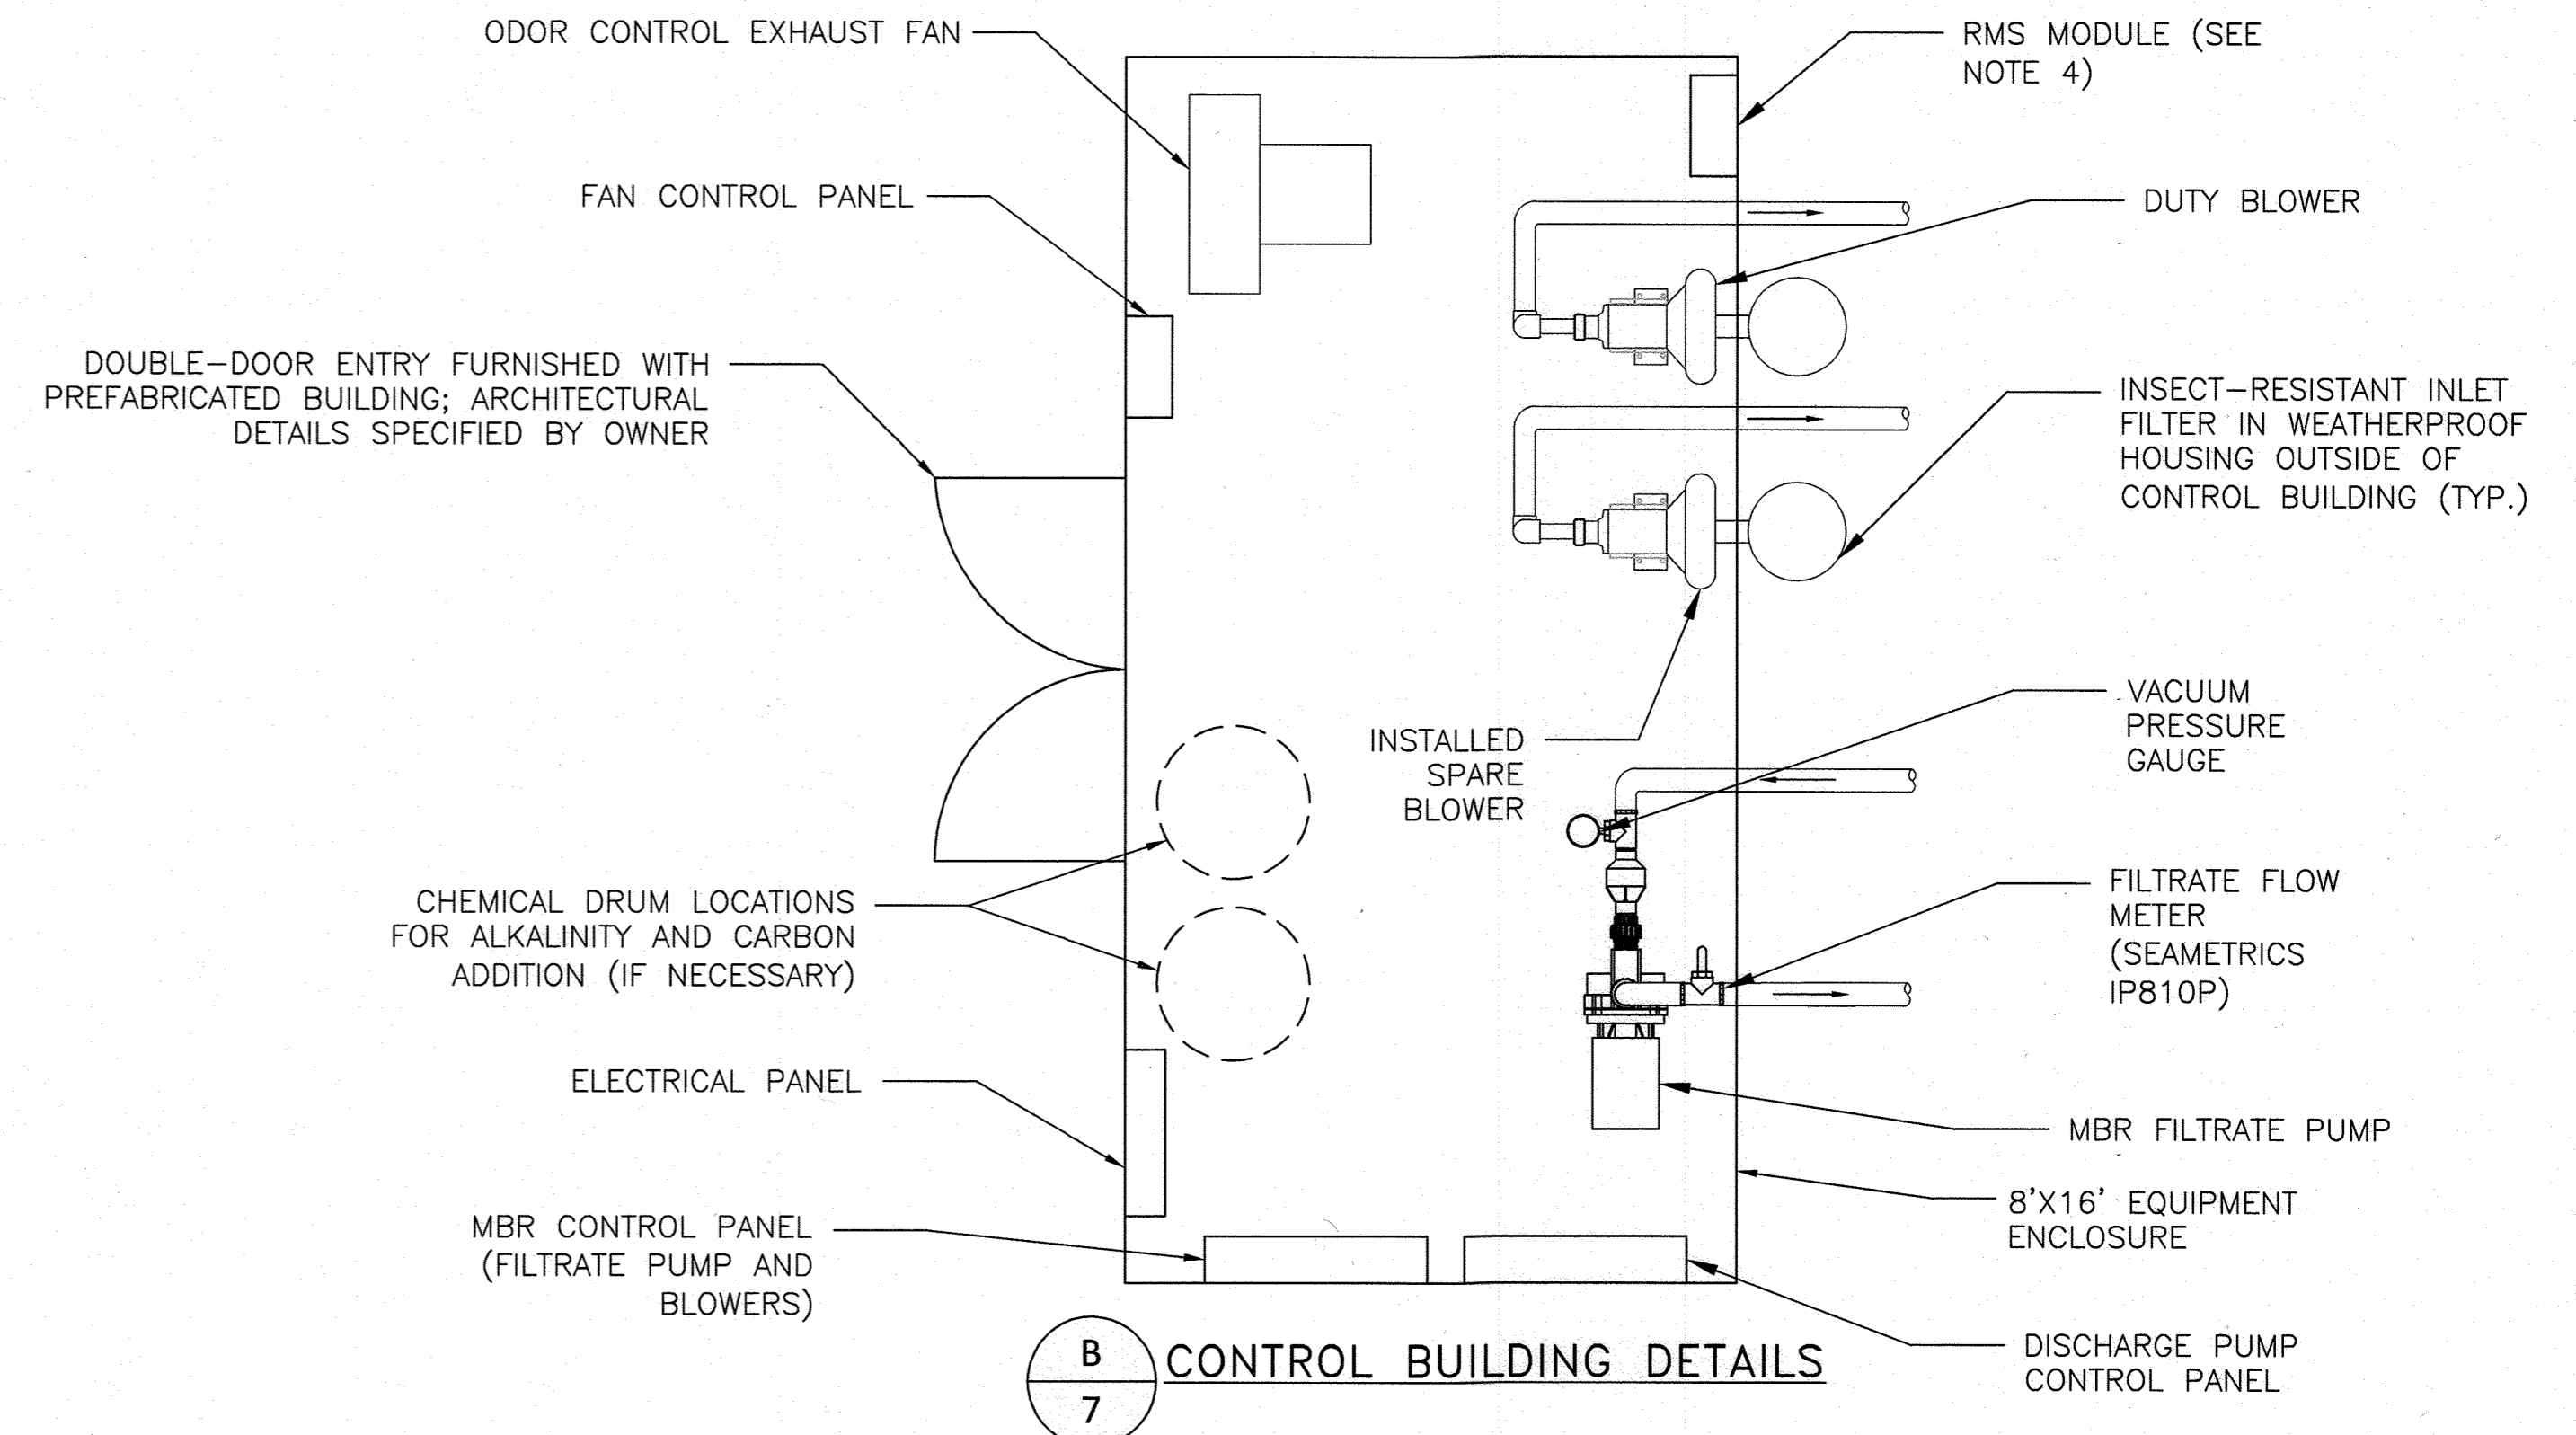 ODOR CONTROL EXHAUST FAN
RMS MODULE (SEE
NOTE 4)
FAN CONTROL PANEL
DUTY BLOWER
DOUBLE-DOOR ENTRY FURNISHED WITH
PREFABRICATED BUILDING; ARCHITECTURAL
DETAILS SPECIFIED BY OWNER
INSECT-RESISTANT INLET
FILTER IN WEATHERPROOF
HOUSING OUTSIDE OF
CONTROL BUILDING (TYP.)
INSTALLED
SPARE
BLOWER
VACUUM
PRESSURE
GAUGE
CHEMICAL DRUM LOCATIONS
FOR ALKALINITY AND CARBON
ADDITION (IF NECESSARY)
FILTRATE FLOW
METER
(SEAMETRICS
IP810P)
ELECTRICAL PANEL
MBR FILTRATE PUMP
MBR CONTROL PANEL
(FILTRATE PUMP AND
BLOWERS)
8'X16' EQUIPMENT
ENCLOSURE
DISCHARGE PUMP
CONTROL PANEL
B
7
CONTROL BUILDING DETAILS